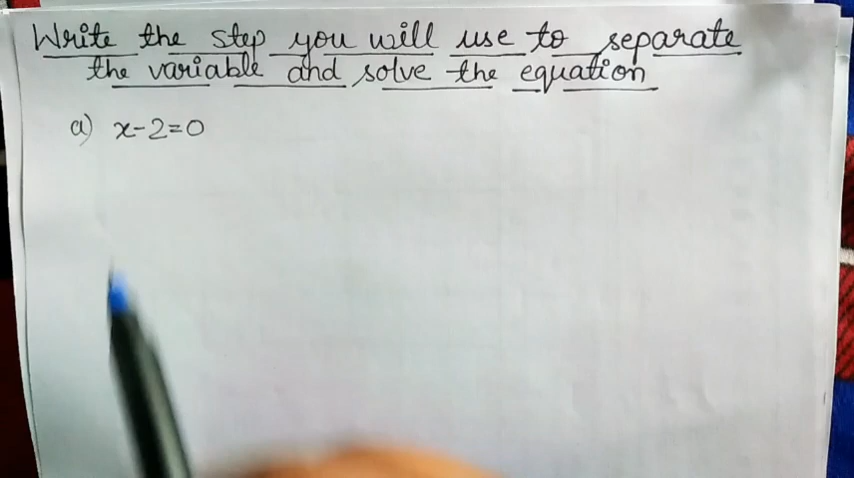 Write the step you will use to separate
the variable and solve the equation
a) x-2=0